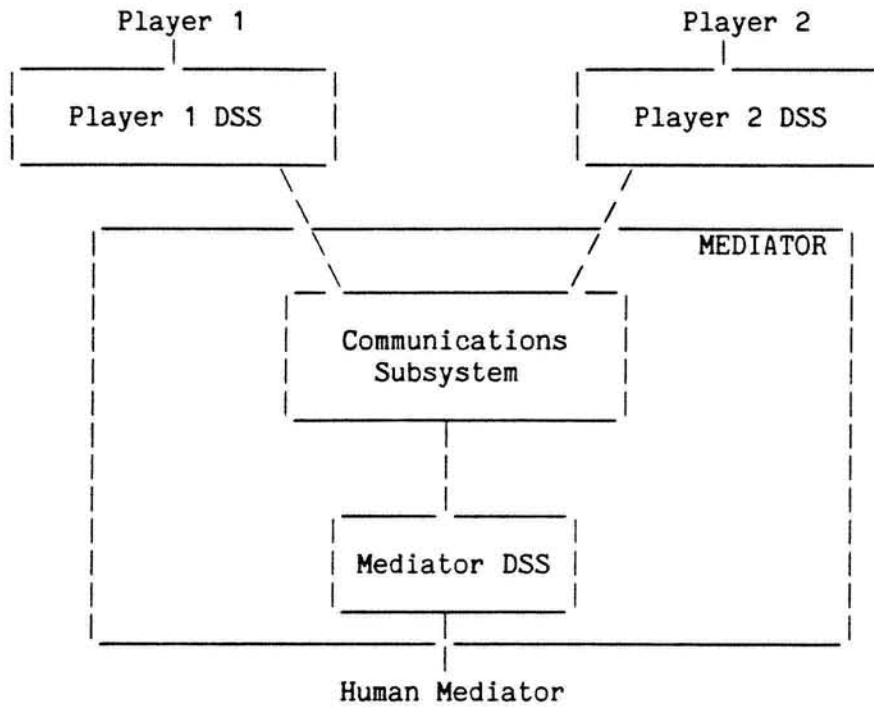 Player 1
Player 2
Player 1 DSS
Player 2 DSS
MEDIATOR
Communications
Subsystem
Mediator DSS
Human Mediator